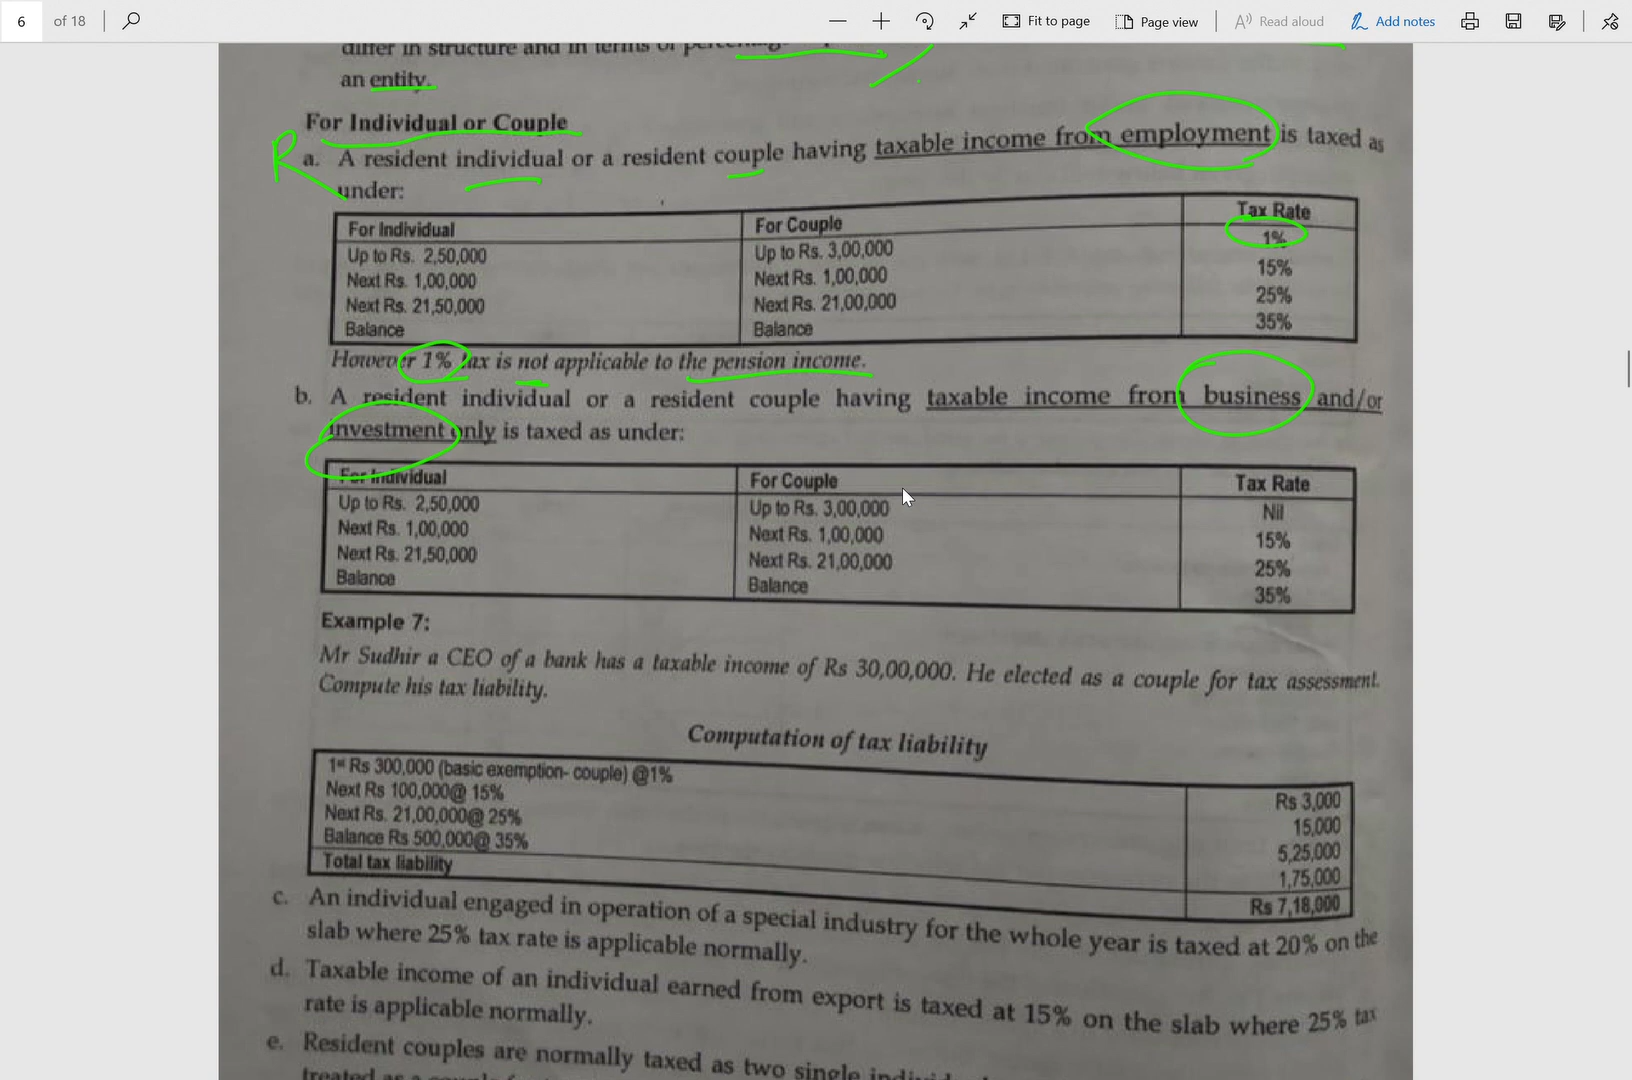 6 of 18 Fit to page Page view Read aloud Add notes
differ in structure and in terms of
an entity.
For Individual or Couple
R
a. A resident individual or a resident couple having taxable income from employment is taxed as
under:
For Individual For Couple Tax Rate
Up to Rs. 2,50,000 Up to Rs. 3,00,000 1%
Next Rs. 1,00,000 Next Rs. 1,00,000 15%
Next Rs. 21,50,000 Next Rs. 21,00,000 25%
Balance Balance 35%
However 1% tax is not applicable to the pension income.
b. A resident individual or a resident couple having taxable income from business and/or
investment only is taxed as under:
For Individual For Couple Tax Rate
Up to Rs. 2,50,000 Up to Rs. 3,00,000 Nil
Next Rs. 1,00,000 Next Rs. 1,00,000 15%
Next Rs. 21,50,000 Next Rs. 21,00,000 25%
Balance Balance 35%
Example 7:
Mr Sudhir a CEO of a bank has a taxable income of Rs 30,00,000. He elected as a couple for tax assessment.
Compute his tax liability.
Computation of tax liability
1st Rs 300,000 (basic exemption- couple) @1% Rs 3,000
Next Rs 100,000@ 15% 15,000
Next Rs. 21,00,000@ 25% 5,25,000
Balance Rs 500,000@ 35% 1,75,000
Total tax liability Rs 7,18,000
c. An individual engaged in operation of a special industry for the whole year is taxed at 20% on the
slab where 25% tax rate is applicable normally.
d. Taxable income of an individual earned from export is taxed at 15% on the slab where 25% tax
rate is applicable normally.
e. Resident couples are normally taxed as two single
treated as a couple